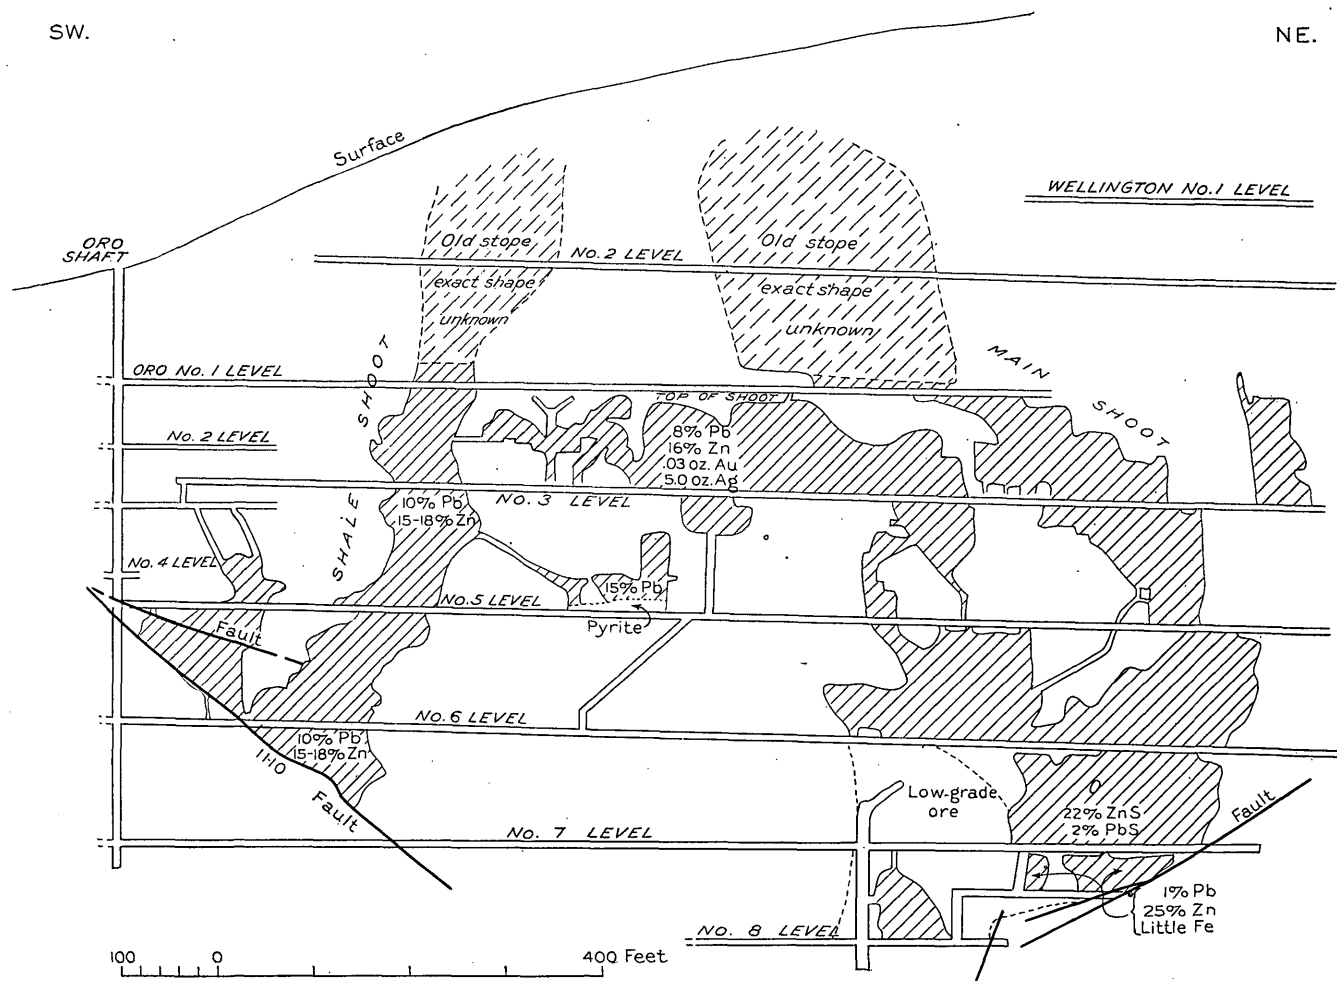 SW.
NE.
Surface
WELLINGTON No.1 LEVEL
ORO
SHAFT
No. 2 LEVEL
Old stope
exact shape
unknown
Old stope
exact shape
unknown
MAIN
SHOOT
ORO No. 1 LEVEL
TOP OF SHOOT
SHALE SHOOT
No. 2 LEVEL
8% Pb
16% Zn
.03 oz. Au
5.0 oz. Ag
No. 3 LEVEL
10% Pb
15-18% Zn
No. 4 LEVEL
15% Pb
No. 5 LEVEL
Pyrite
Fault
No. 6 LEVEL
10% Pb
15-18% Zn
OHI
Fault
Low-grade
ore
22% ZnS
2% PbS
Fault
No. 7 LEVEL
1% Pb
25% Zn
Little Fe
No. 8 LEVEL
100 0 400 Feet